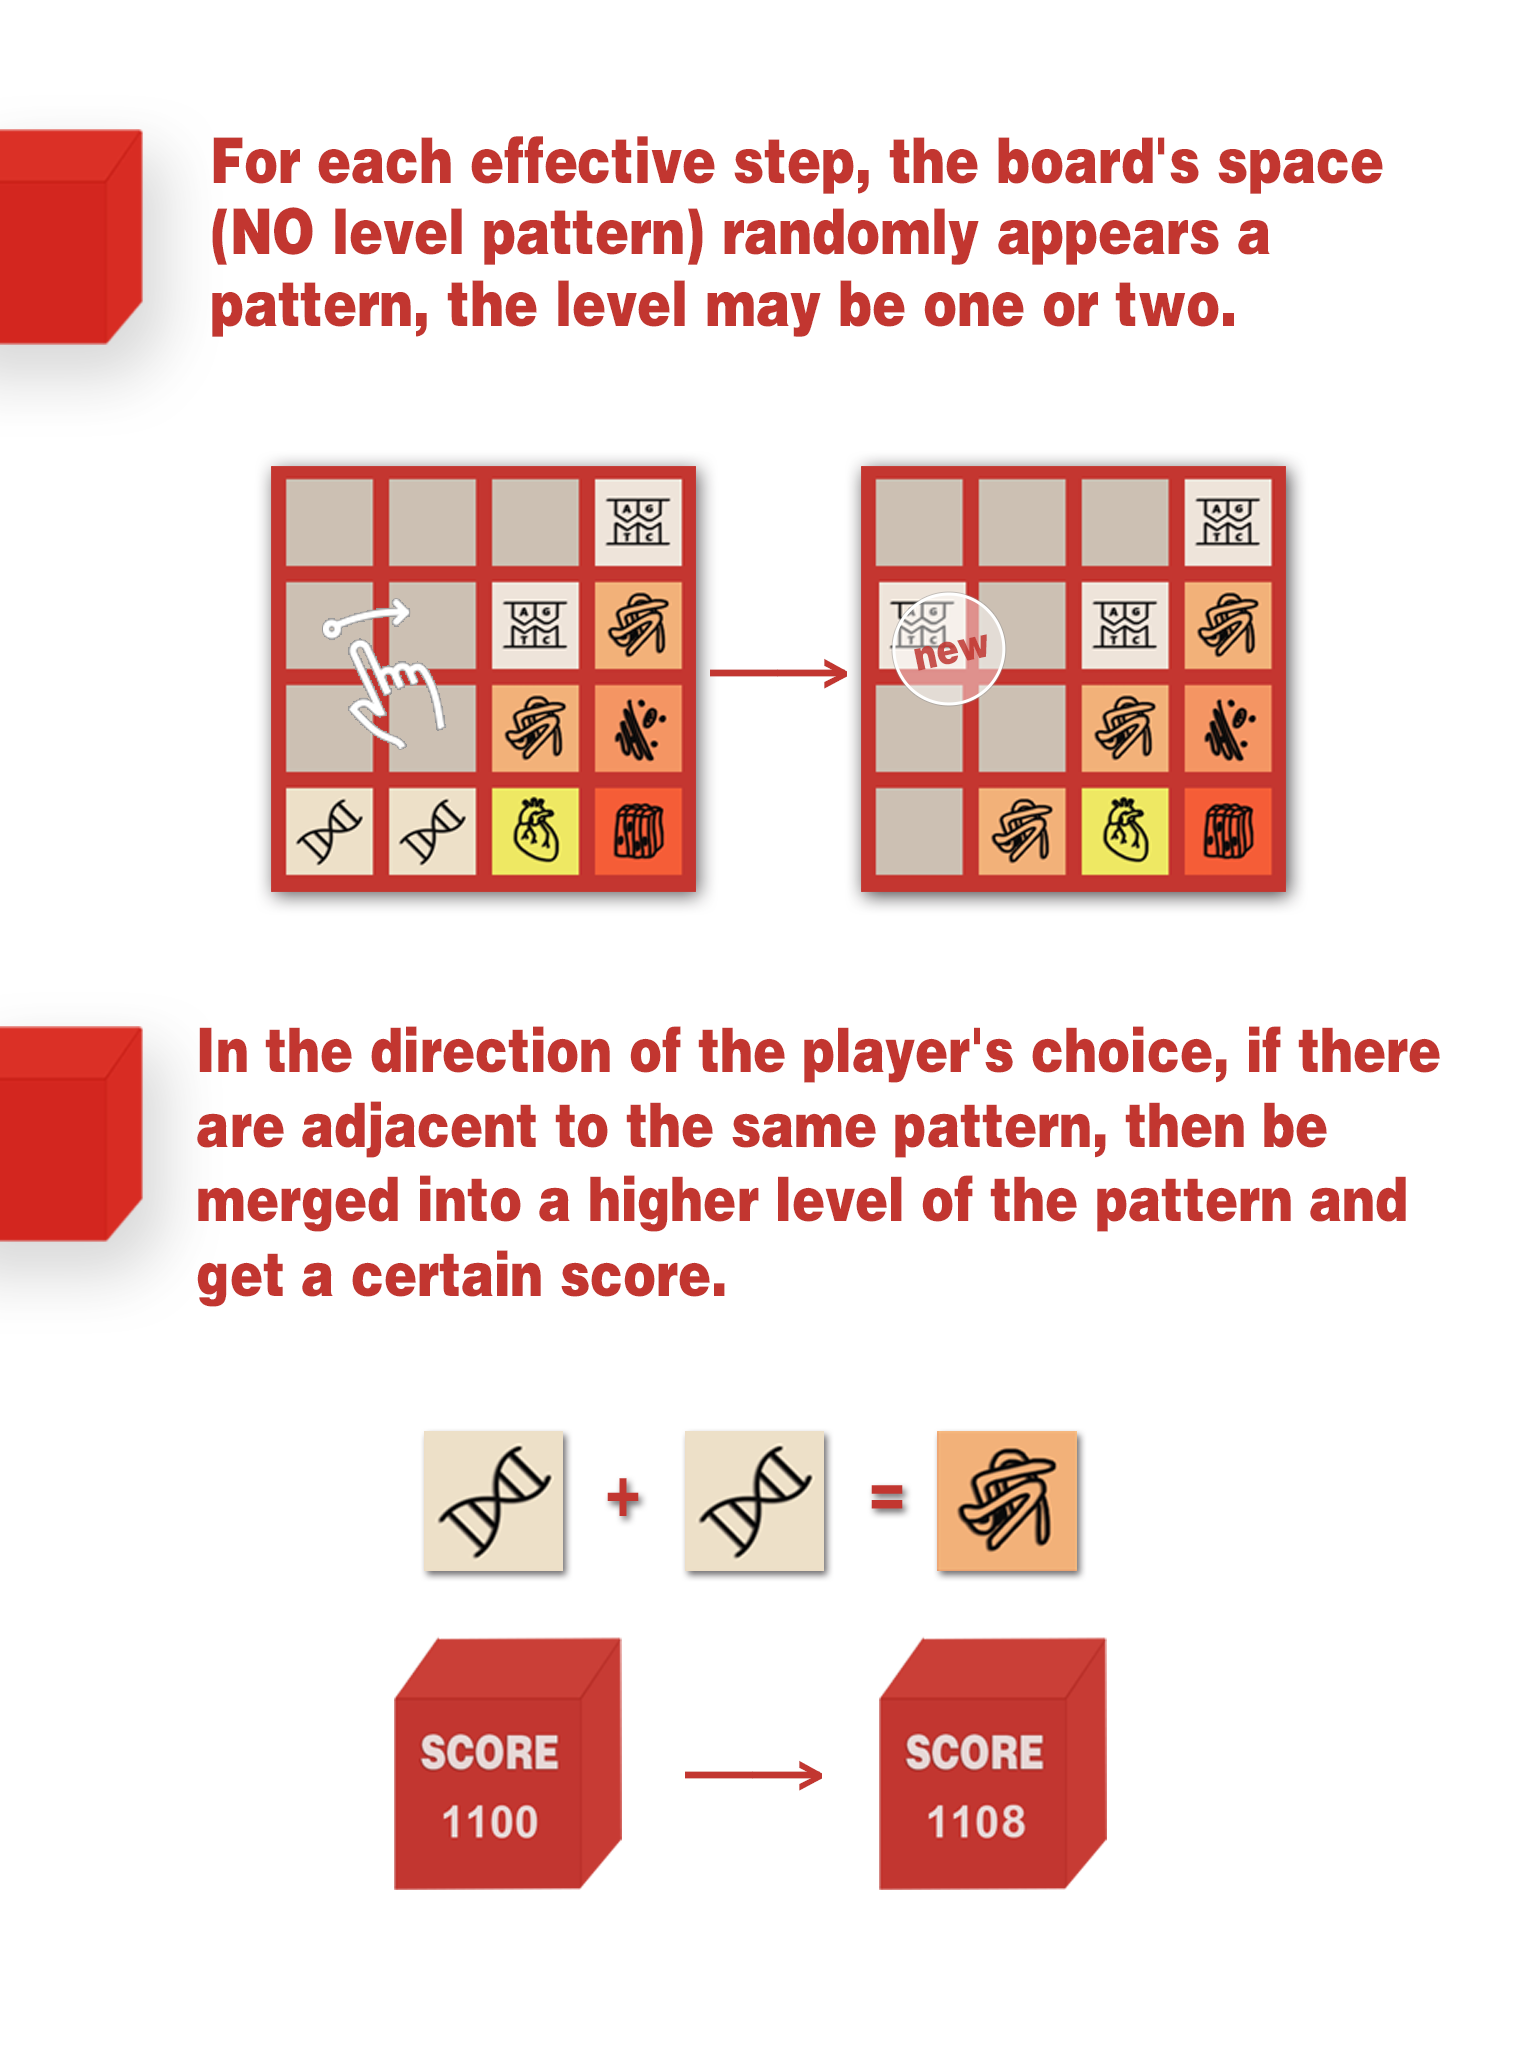 For each effective step, the board's space
(NO level pattern) randomly appears a
pattern, the level may be one or two.
A G
T C
A G
T C
A G
T C
A G
T C
A G
T C
new
In the direction of the player's choice, if there
are adjacent to the same pattern, then be
merged into a higher level of the pattern and
get a certain score.
+ =
SCORE
1100
SCORE
1108